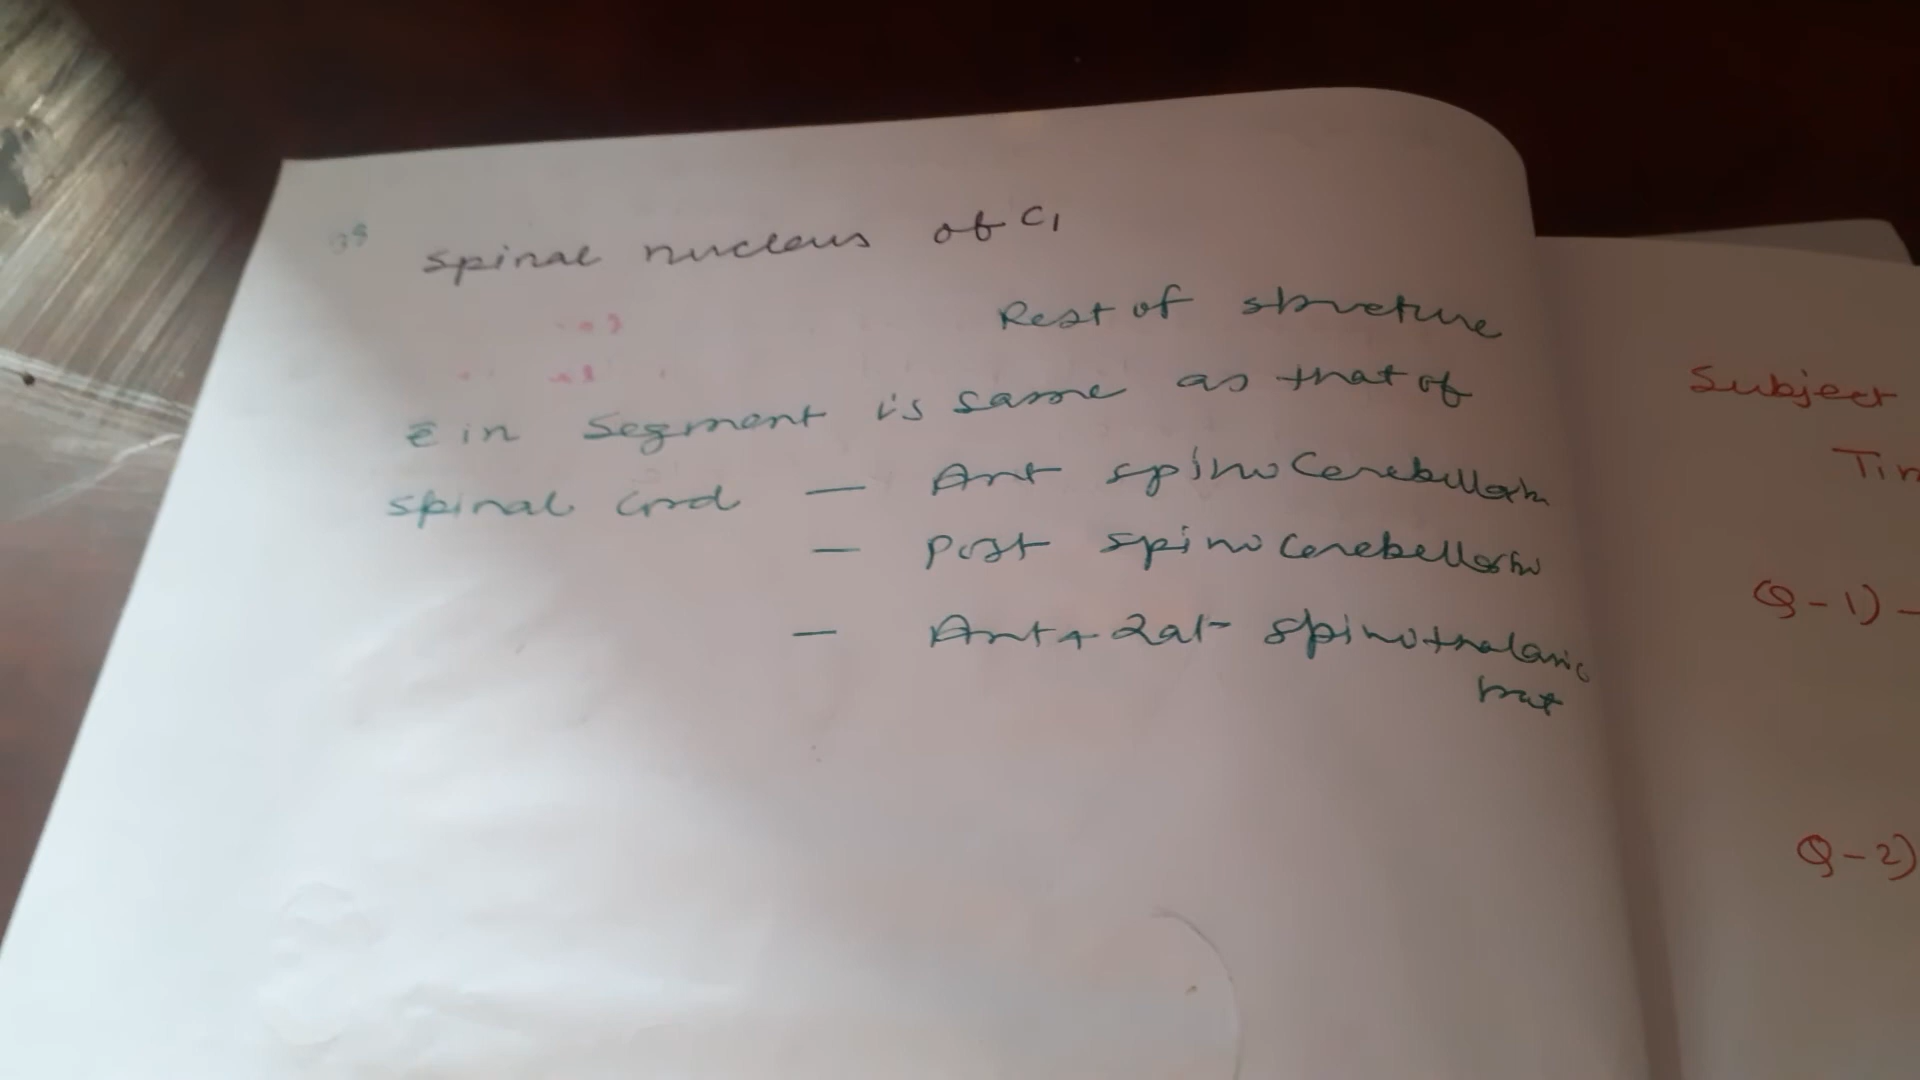 spinal nucleus of C1
Rest of structure
c̄ in segment is same as that of
spinal cord — Ant spinocerebellar
— post spinocerebellar
— Ant + Lat spinothalamic
tract
Subject
Tim
Q-1) -
Q-2)